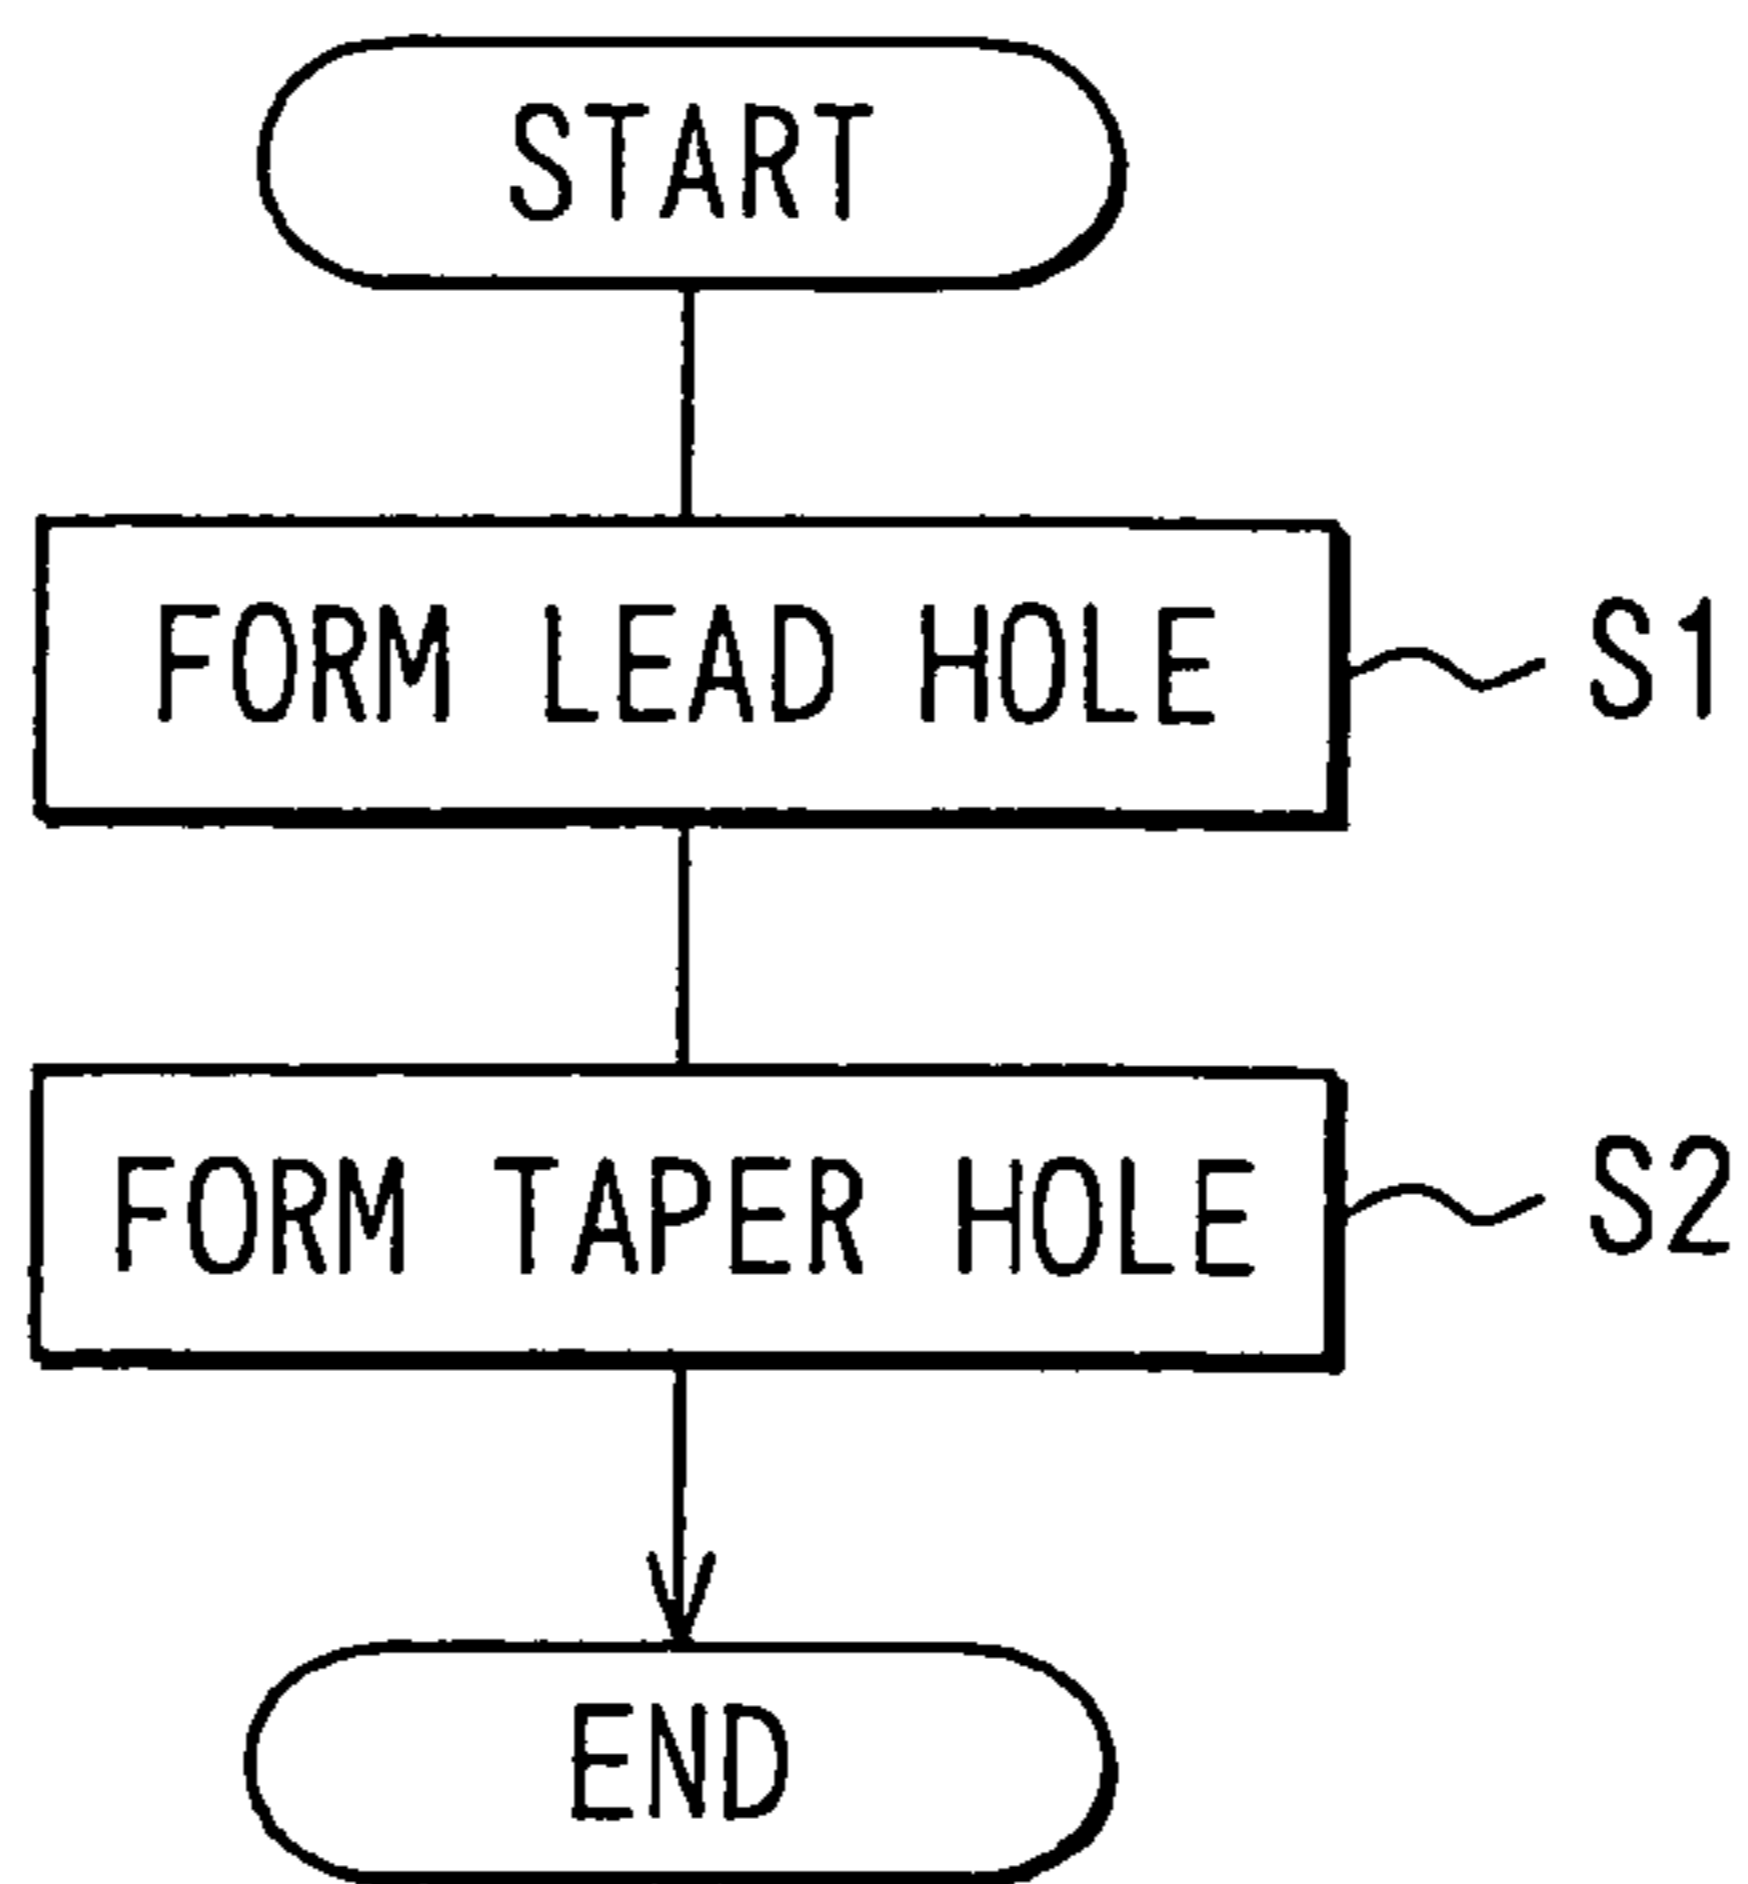 START
FORM LEAD HOLE
S1
FORM TAPER HOLE
S2
END